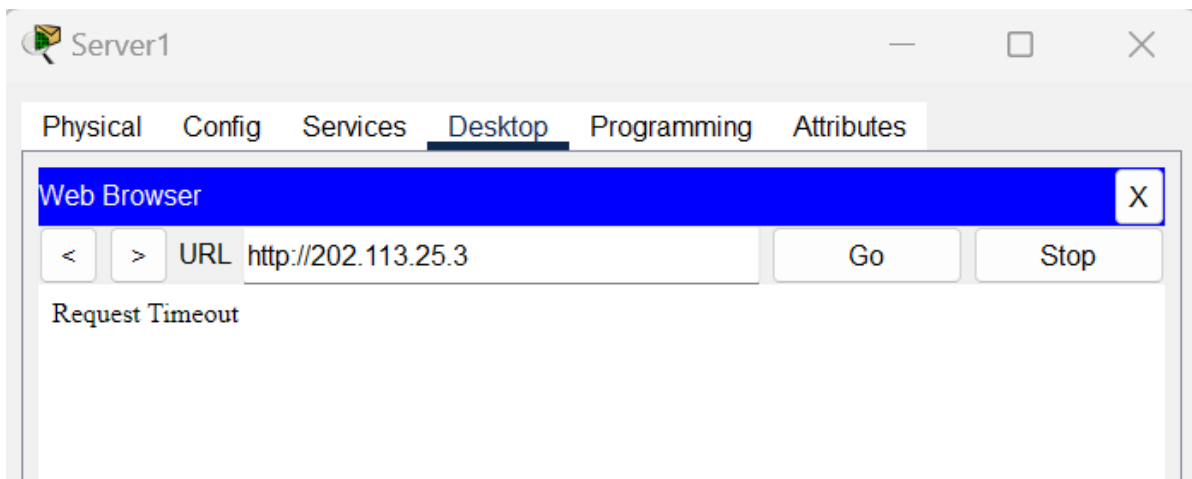 Server1
Physical Config Services Desktop Programming Attributes
Web Browser X
< > URL http://202.113.25.3 Go Stop
Request Timeout